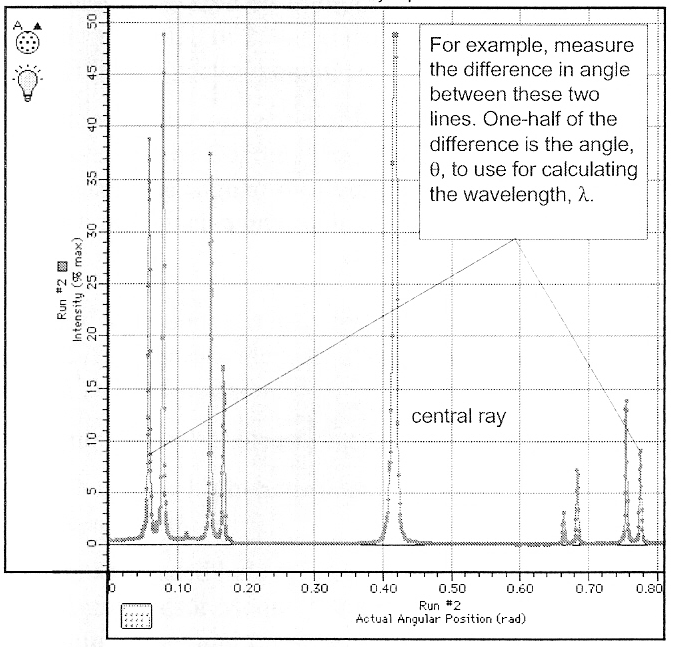 A
50
45
40
35
30
25
20
15
10
5
0
Run #2
Intensity (% max)
For example, measure
the difference in angle
between these two
lines. One-half of the
difference is the angle,
θ, to use for calculating
the wavelength, λ.
central ray
0 0.10 0.20 0.30 0.40 0.50 0.60 0.70 0.80
Run #2
Actual Angular Position (rad)